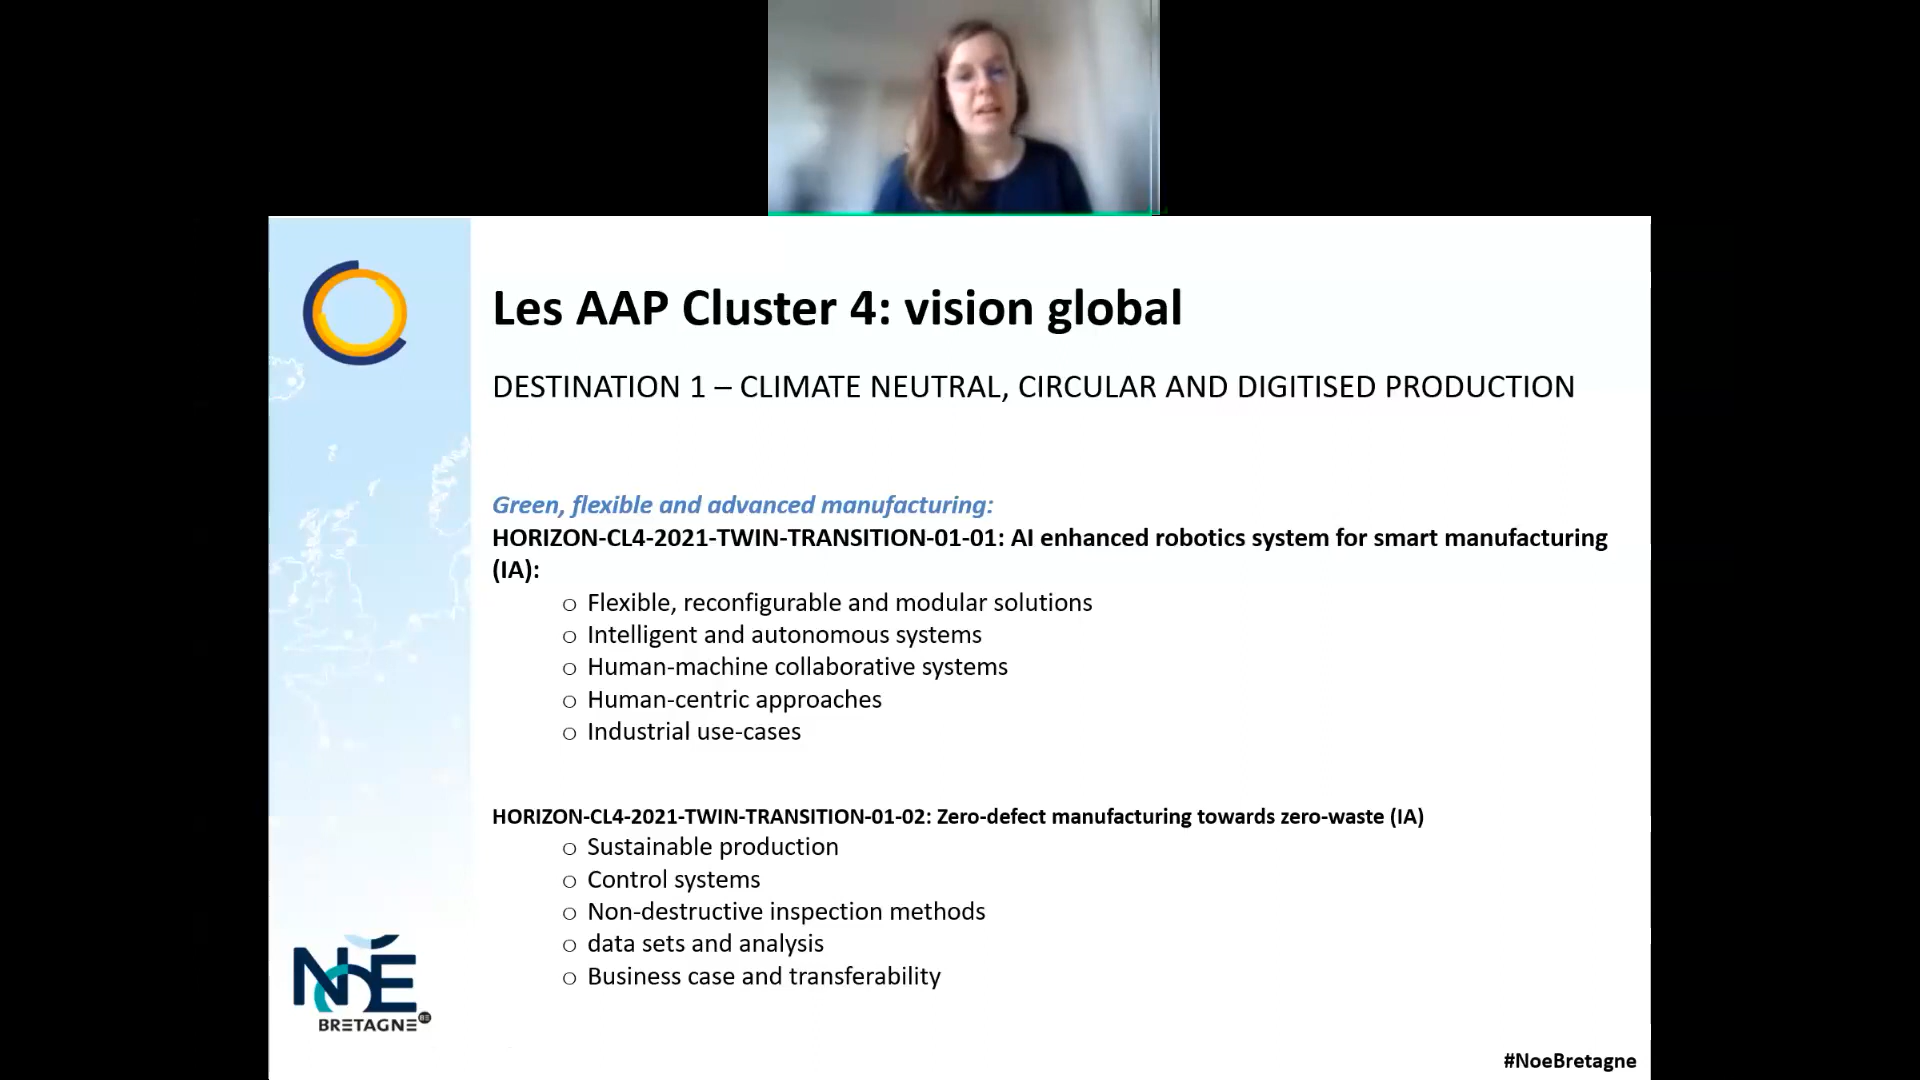 Les AAP Cluster 4: vision global
DESTINATION 1 – CLIMATE NEUTRAL, CIRCULAR AND DIGITISED PRODUCTION
Green, flexible and advanced manufacturing:
HORIZON-CL4-2021-TWIN-TRANSITION-01-01: AI enhanced robotics system for smart manufacturing
(IA):
o Flexible, reconfigurable and modular solutions
o Intelligent and autonomous systems
o Human-machine collaborative systems
o Human-centric approaches
o Industrial use-cases
HORIZON-CL4-2021-TWIN-TRANSITION-01-02: Zero-defect manufacturing towards zero-waste (IA)
o Sustainable production
o Control systems
o Non-destructive inspection methods
o data sets and analysis
o Business case and transferability
NOÉ
BRETAGNE
#NoeBretagne